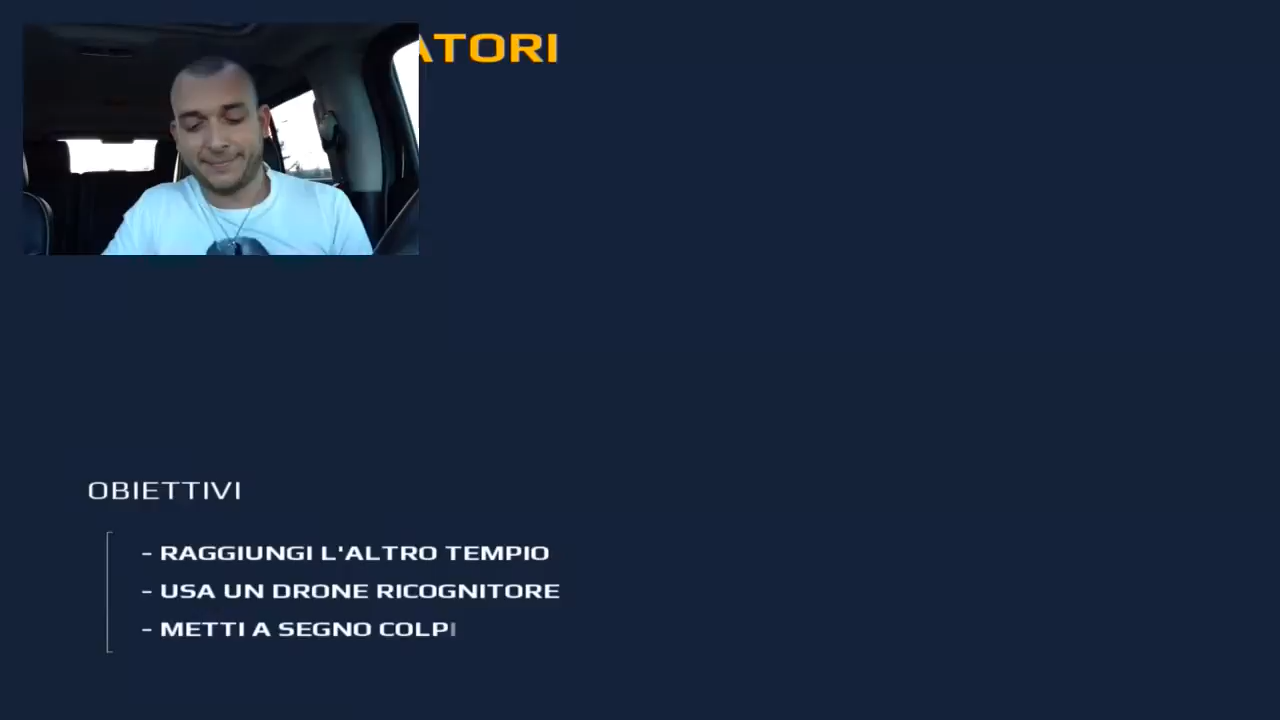 ATORI
OBIETTIVI
- RAGGIUNGI L'ALTRO TEMPIO
- USA UN DRONE RICOGNITORE
- METTI A SEGNO COLPI